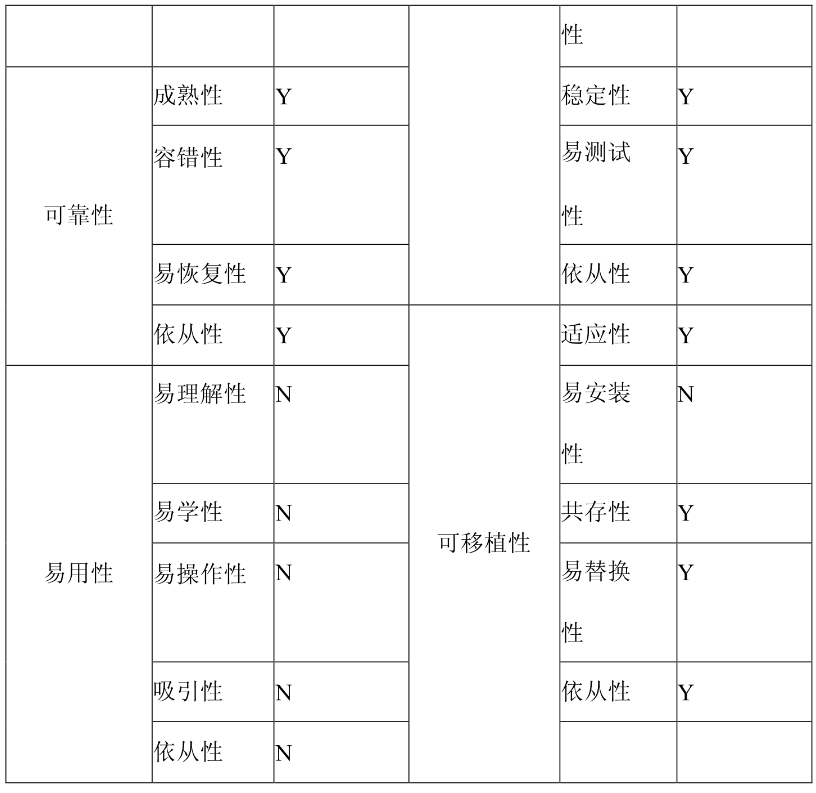 性
成熟性 Y 稳定性 Y
容错性 Y 易测试
性
可靠性
Y
易恢复性 Y 依从性 Y
依从性 Y 适应性 Y
易理解性 N 易安装
性
N
易学性 N 共存性 Y
可移植性
易用性
易操作性 N 易替换
性
Y
吸引性 N 依从性 Y
依从性 N